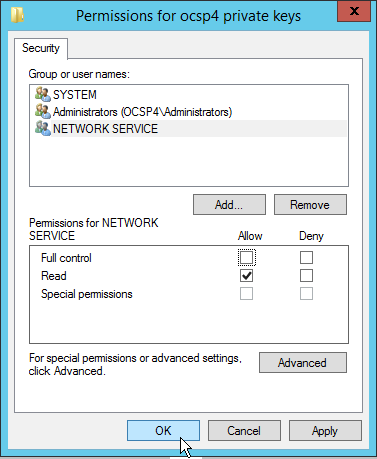 Permissions for ocsp4 private keys
x
Security
Group or user names:
SYSTEM
Administrators (OCSP4\Administrators)
NETWORK SERVICE
Add...
Remove
Permissions for NETWORK
SERVICE
Allow
Deny
Full control
Read
Special permissions
For special permissions or advanced settings,
click Advanced.
Advanced
OK
Cancel
Apply